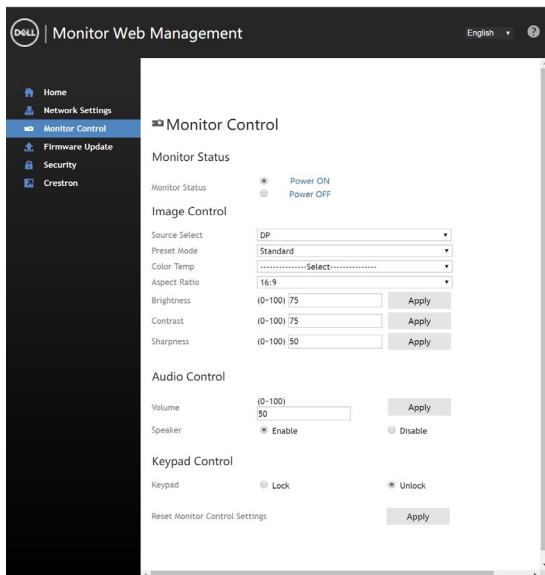 DELL | Monitor Web Management
English
?
Home
Network Settings
Monitor Control
Firmware Update
Security
Crestron
Monitor Control
Monitor Status
Monitor Status Power ON
Power OFF
Image Control
Source Select DP
Preset Mode Standard
Color Temp ---------------Select---------------
Aspect Ratio 16:9
Brightness (0~100) 75 Apply
Contrast (0~100) 75 Apply
Sharpness (0~100) 50 Apply
Audio Control
Volume (0~100) 50 Apply
Speaker Enable Disable
Keypad Control
Keypad Lock Unlock
Reset Monitor Control Settings Apply